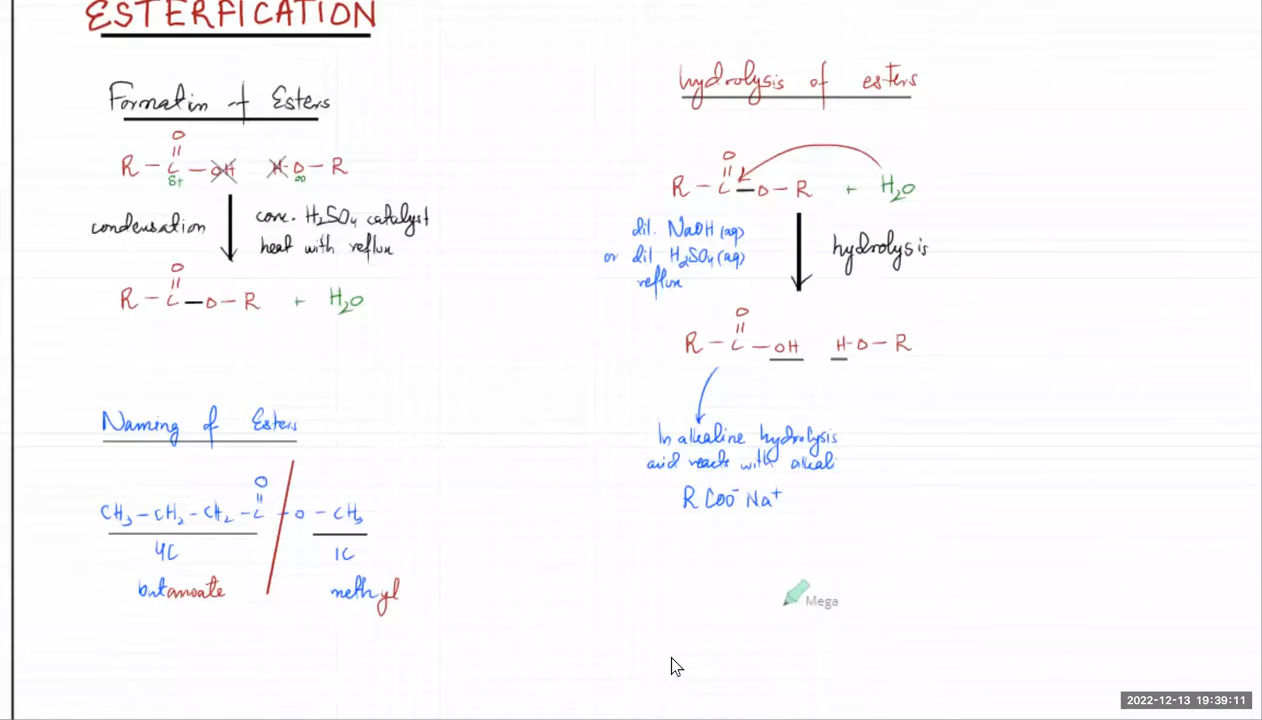 ESTERFICATION
Formatin of Esters
O
R - C - OH H-O-R
δ+
condensation
conc. H₂SO₄ catalyst
heat with reflux
O
R - C - O - R + H₂O
Naming of Esters
O
CH₃-CH₂-CH₂-C-O-CH₃
4C 1C
butanoate methyl
hydrolysis of esters
O
R - C - O - R + H₂O
dil. NaOH (aq)
or dil H₂SO₄(aq)
reflux
hydrolysis
O
R - C - OH H-O-R
In alkaline hydrolysis
acid reacts with alkali
R COO⁻Na⁺
Mega
2022-12-13 19:39:11